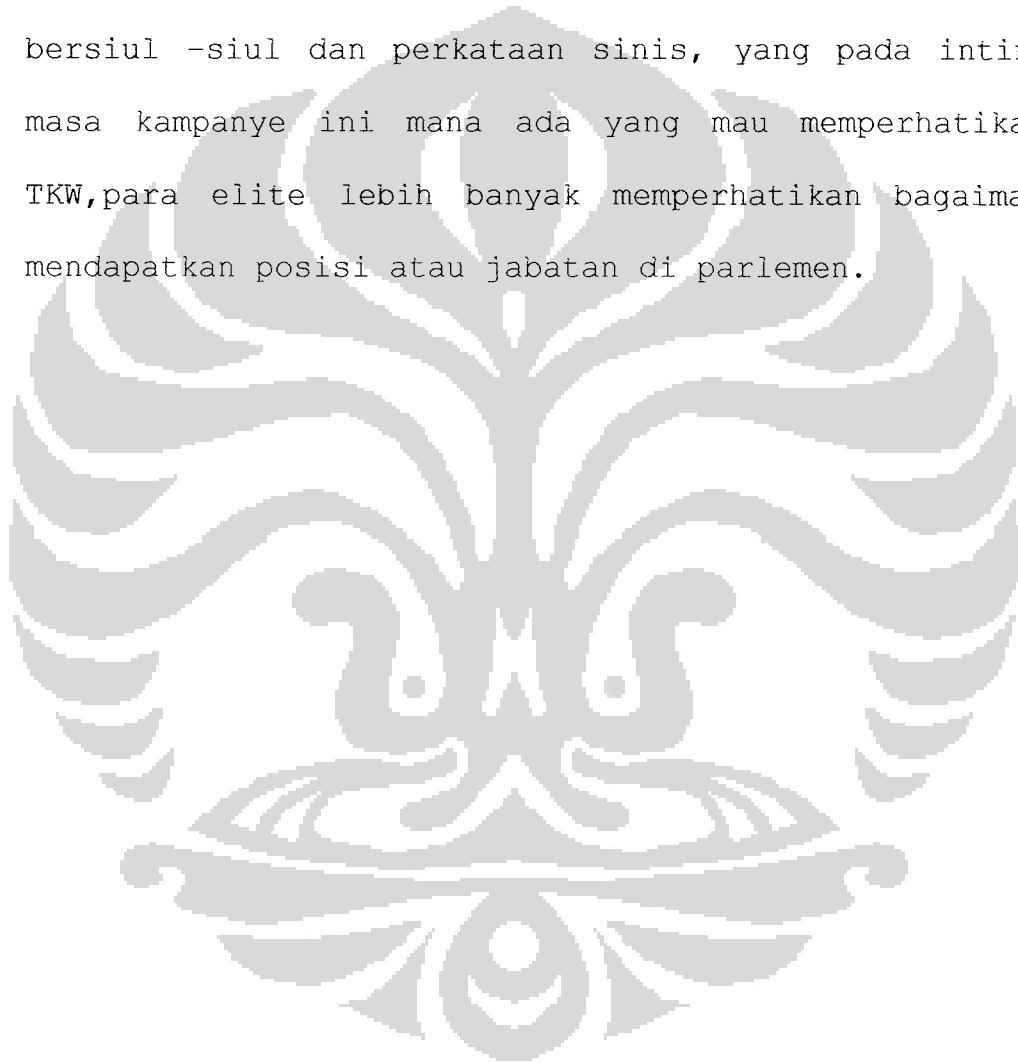 bersiul -siul dan perkataan sinis, yang pada intin
masa kampanye ini mana ada yang mau memperhatika
TKW,para elite lebih banyak memperhatikan bagaima
mendapatkan posisi atau jabatan di parlemen.